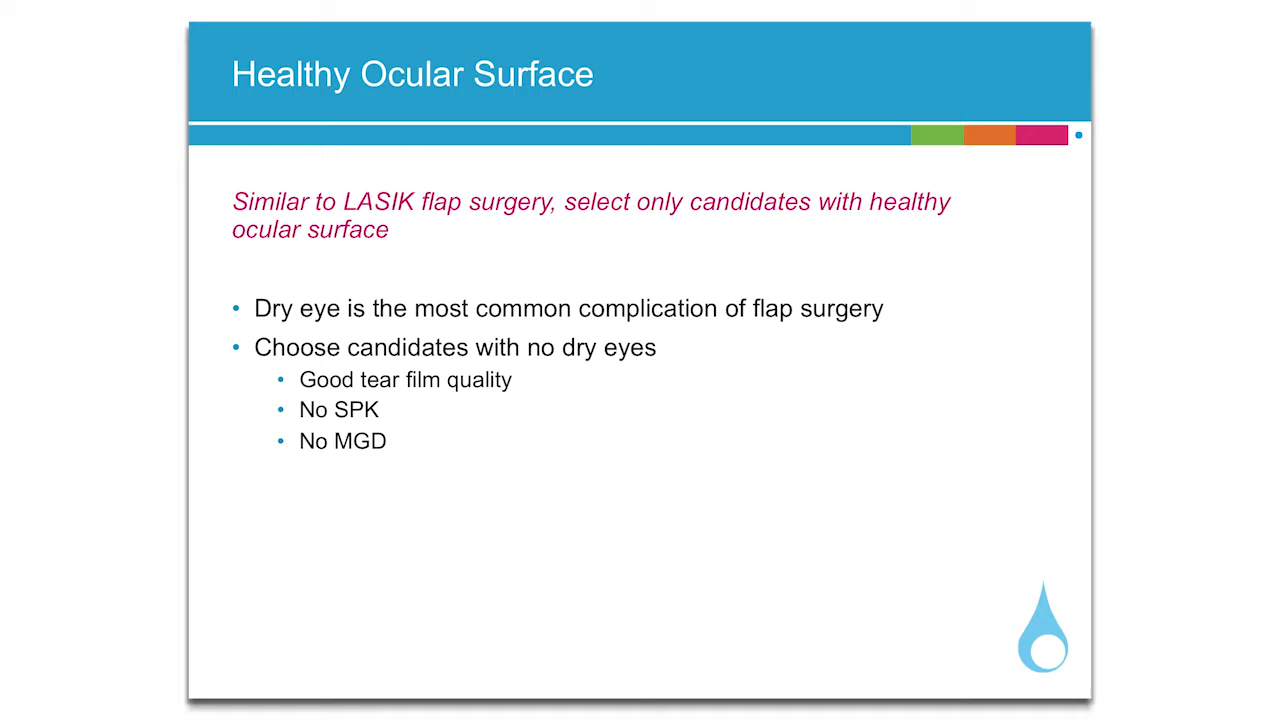 Healthy Ocular Surface
Similar to LASIK flap surgery, select only candidates with healthy
ocular surface
• Dry eye is the most common complication of flap surgery
• Choose candidates with no dry eyes
• Good tear film quality
• No SPK
• No MGD